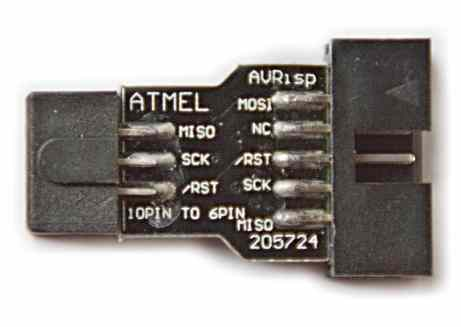 AVRisp
ATMEL
MOSI
MISO
NC
SCK
/RST
/RST
SCK
10PIN TO 6PIN
MISO
205724